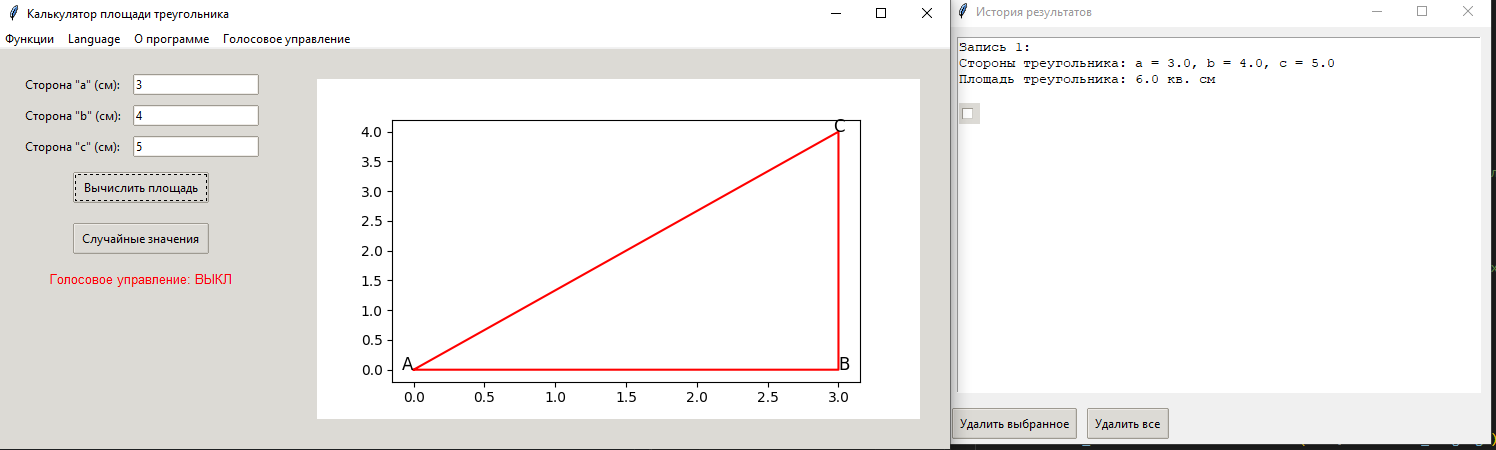 Калькулятор площади треугольника
Функции Language О программе Голосовое управление
Сторона "a" (см): 3
Сторона "b" (см): 4
Сторона "c" (см): 5
Вычислить площадь
Случайные значения
Голосовое управление: ВЫКЛ
4.0
3.5
3.0
2.5
2.0
1.5
1.0
0.5
0.0
0.0 0.5 1.0 1.5 2.0 2.5 3.0
C
A
B
История результатов
Запись 1:
Стороны треугольника: a = 3.0, b = 4.0, c = 5.0
Площадь треугольника: 6.0 кв. см
Удалить выбранное Удалить все